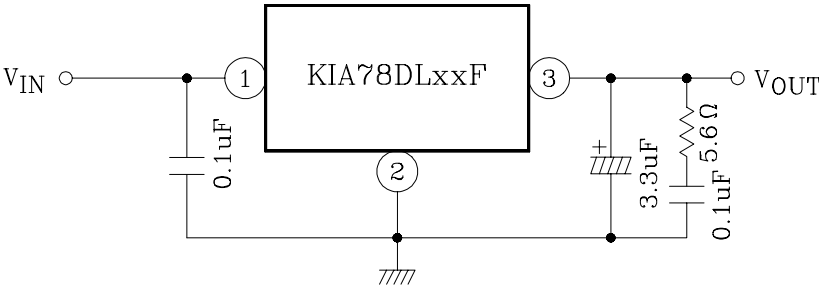 KIA78DLxxF
VIN
1
3
VOUT
2
0.1uF
+
3.3uF
5.6Ω
0.1uF